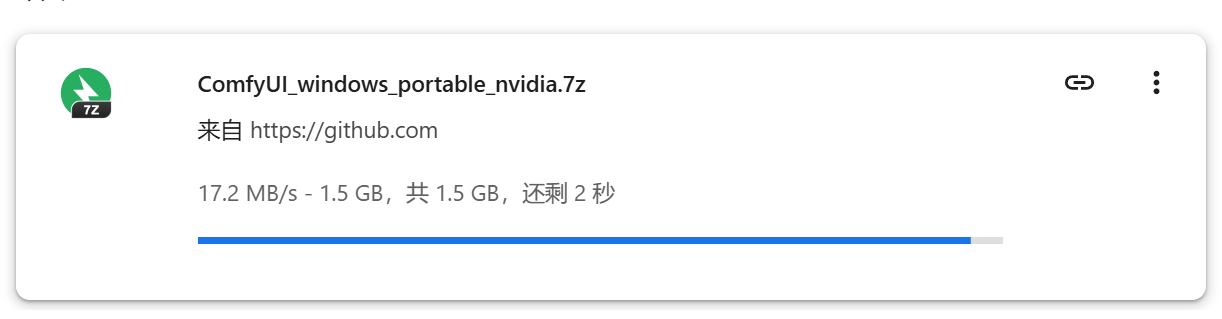 ComfyUI_windows_portable_nvidia.7z
7Z
来自 https://github.com
17.2 MB/s - 1.5 GB，共 1.5 GB，还剩 2 秒